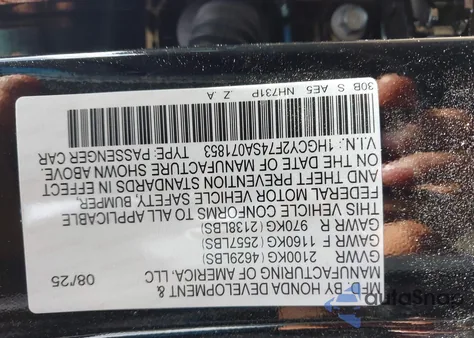 MFD BY HONDA DEVELOPMENT &
MANUFACTURING OF AMERICA, LLC
08/25
GVWR 2100KG (4629LBS)
GAWR F 1160KG (2557LBS)
GAWR R 970KG (2138LBS)
THIS VEHICLE CONFORMS TO ALL APPLICABLE
FEDERAL MOTOR VEHICLE SAFETY, BUMPER,
AND THEFT PREVENTION STANDARDS IN EFFECT
ON THE DATE OF MANUFACTURE SHOWN ABOVE.
V.I.N.: 1HGCY2F74SA071853 TYPE: PASSENGER CAR
30B S AE5 NH731P
Z A
autoSnap